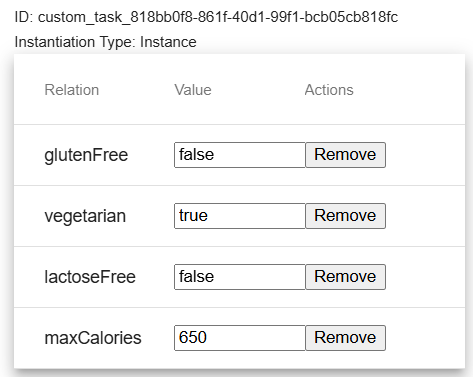 ID: custom_task_818bb0f8-861f-40d1-99f1-bcb05cb818fc
Instantiation Type: Instance
Relation Value Actions
glutenFree false Remove
vegetarian true Remove
lactoseFree false Remove
maxCalories 650 Remove